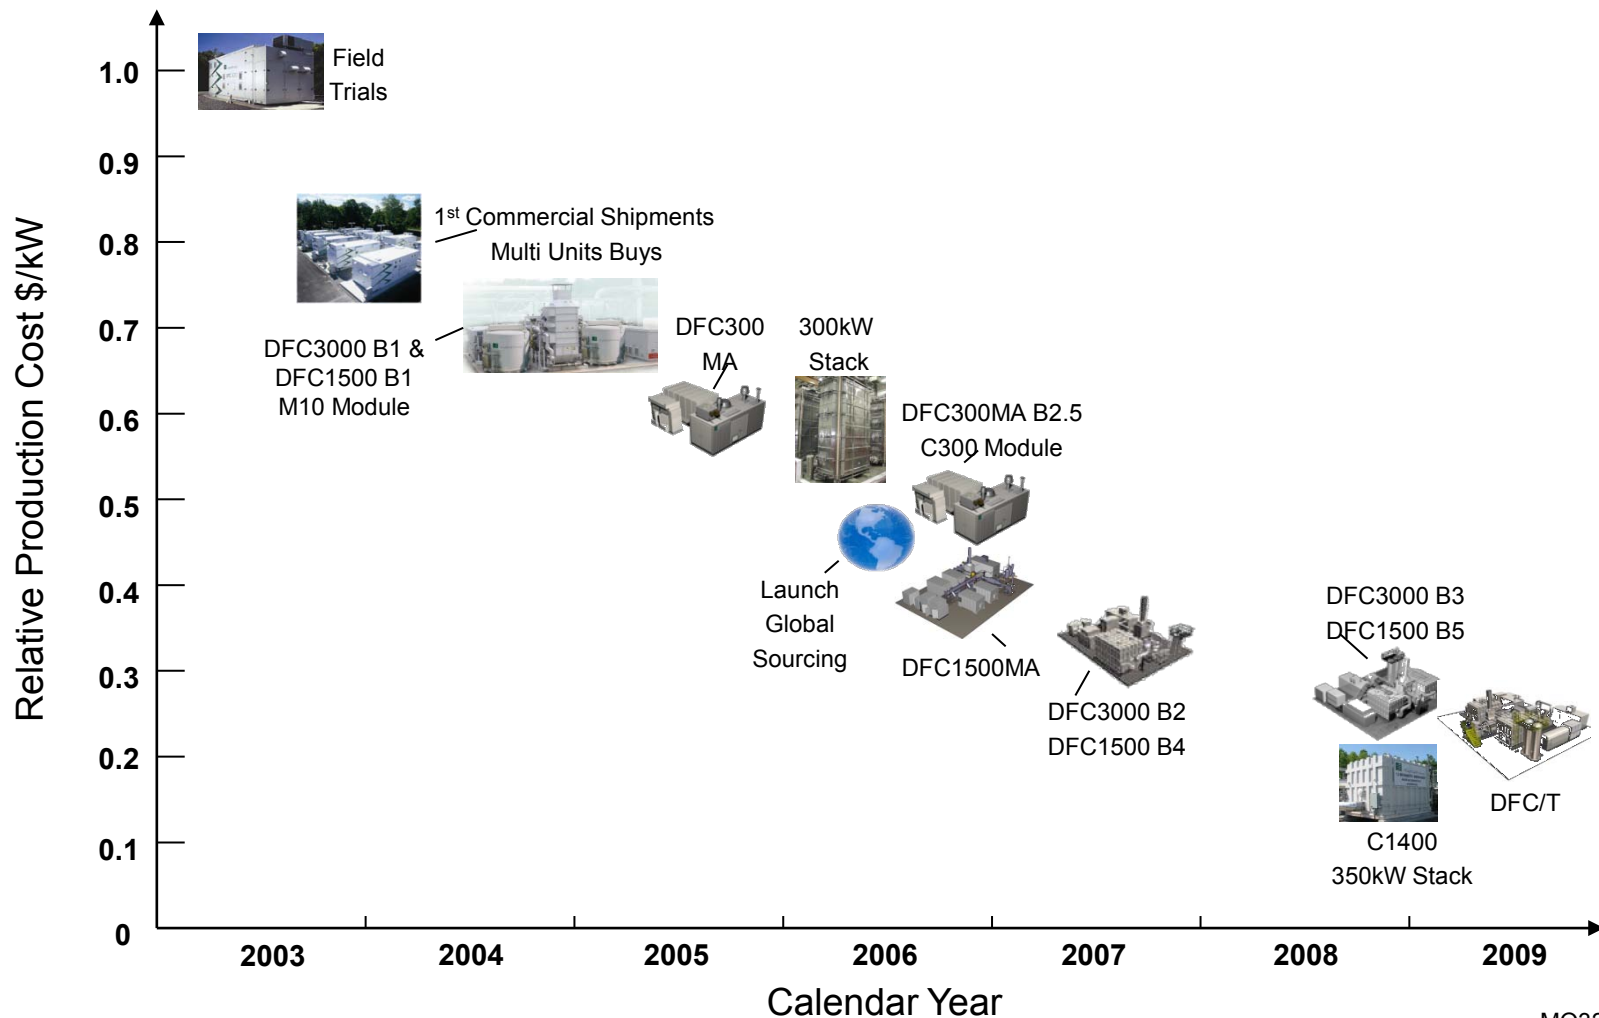 Relative Production Cost $/kW
1.0
0.9
0.8
0.7
0.6
0.5
0.4
0.3
0.2
0.1
0
Field
Trials
1st Commercial Shipments
Multi Units Buys
DFC3000 B1 &
DFC1500 B1
M10 Module
DFC300
MA
300kW
Stack
DFC300MA B2.5
C300 Module
Launch
Global
Sourcing
DFC1500MA
DFC3000 B2
DFC1500 B4
DFC3000 B3
DFC1500 B5
DFC/T
C1400
350kW Stack
2003
2004
2005
2006
2007
2008
2009
Calendar Year